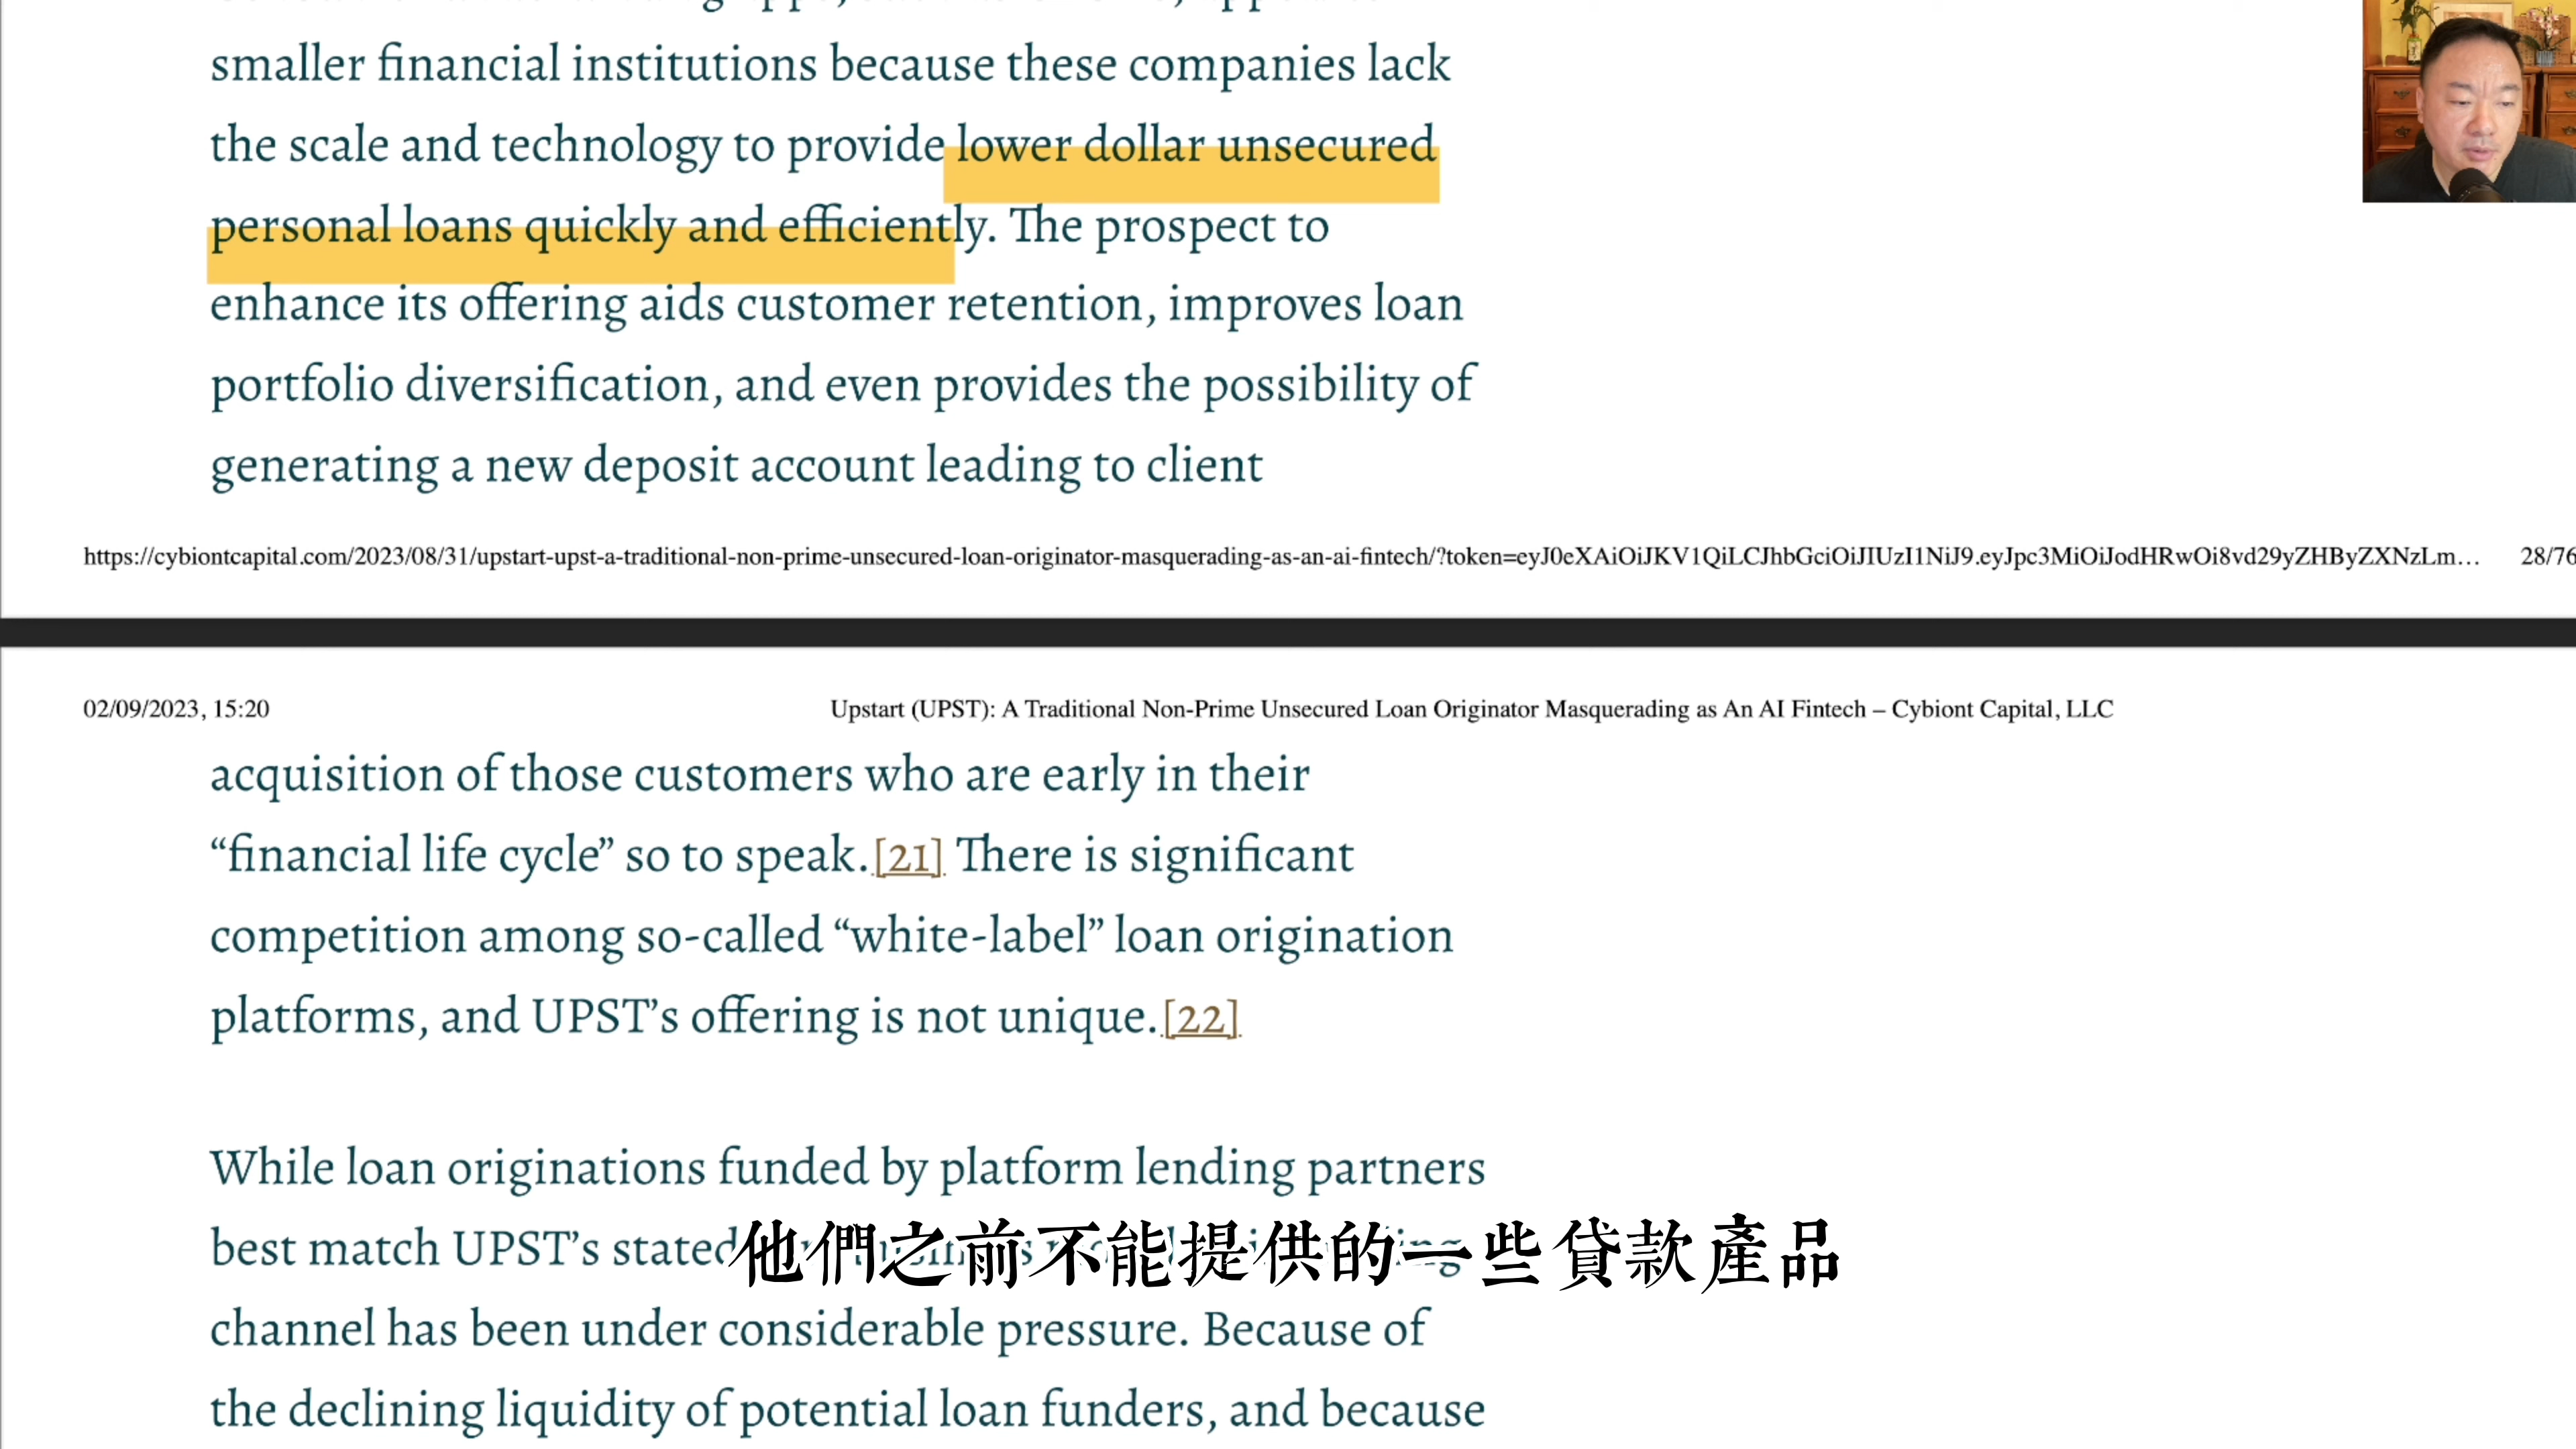 smaller financial institutions because these companies lack
the scale and technology to provide lower dollar unsecured
personal loans quickly and efficiently. The prospect to
enhance its offering aids customer retention, improves loan
portfolio diversification, and even provides the possibility of
generating a new deposit account leading to client
https://cybiontcapital.com/2023/08/31/upstart-upst-a-traditional-non-prime-unsecured-loan-originator-masquerading-as-an-ai-fintech/?token=eyJ0eXAiOiJKV1QiLCJhbGciOiJIUzI1NiJ9.eyJpc3MiOiJodHRwOi8vd29yZHByZXNzLm… 28/76
02/09/2023, 15:20 Upstart (UPST): A Traditional Non-Prime Unsecured Loan Originator Masquerading as An AI Fintech – Cybiont Capital, LLC
acquisition of those customers who are early in their
“financial life cycle” so to speak.[21] There is significant
competition among so-called “white-label” loan origination
platforms, and UPST’s offering is not unique.[22]
While loan originations funded by platform lending partners
best match UPST’s stated
他們之前不能提供的一些貸款產品
channel has been under considerable pressure. Because of
the declining liquidity of potential loan funders, and because